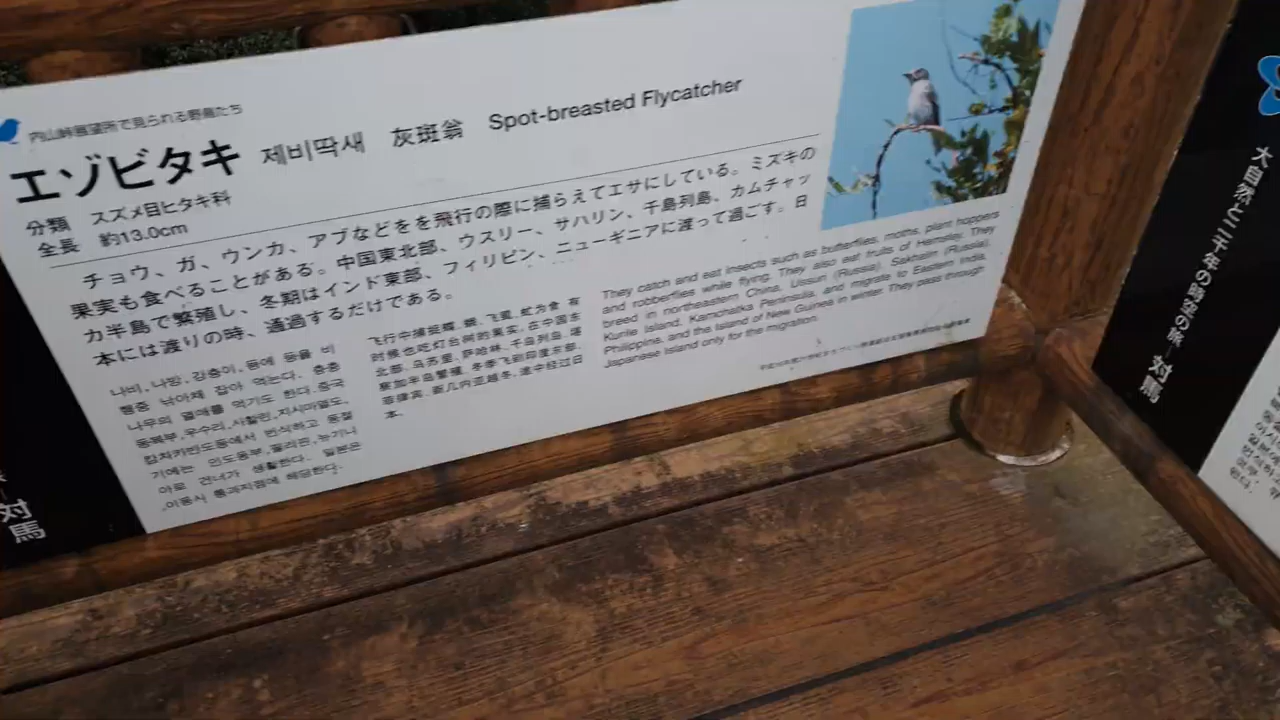 内山峠展望所で見られる野鳥たち
エゾビタキ 제비딱새 灰斑翁 Spot-breasted Flycatcher
分類 スズメ目ヒタキ科
全長 約13.0cm
チョウ、ガ、ウンカ、アブなどをを飛行の際に捕らえてエサにしている。ミズキの
果実も食べることがある。中国東北部、ウスリー、サハリン、千島列島、カムチャッ
カ半島で繁殖し、冬期はインド東部、フィリピン、ニューギニアに渡って過ごす。日
本には渡りの時、通過するだけである。
나비, 나방, 강충이, 등에 등을 비
행중 낚아채 잡아 먹는다. 층층
나무의 열매를 먹기도 한다.중국
동북부,우수리,사할린,지시마열도,
캄차카반도등에서 번식하고 동절
기에는 인도동부,필리핀,뉴기니
아로 건너가 생활한다. 일본은
,이동시 통과지점에 해당한다.
飞行中捕捉蝶,蛾,飞虱,虻为食 有
时候也吃灯台树的果实,在中国东
北部,乌苏里,萨哈林,千岛列岛,堪
察加半岛繁殖,冬季飞到印度东部,
菲律宾,新几内亚越冬,途中经过日
本.
They catch and eat insects such as butterflies, moths, plant hoppers
and robberflies while flying. They also eat fruits of Hemsley. They
breed in northeastern China, Ussuri (Russia), Sakhalin (Russia),
Kurile Island, Kamchatka Peninsula, and migrate to Eastern India,
Philippins, and the Island of New Guinea in winter. They pass through
Japanese Island only for the migration.
対馬
大自然と二千年の時空の旅－対馬